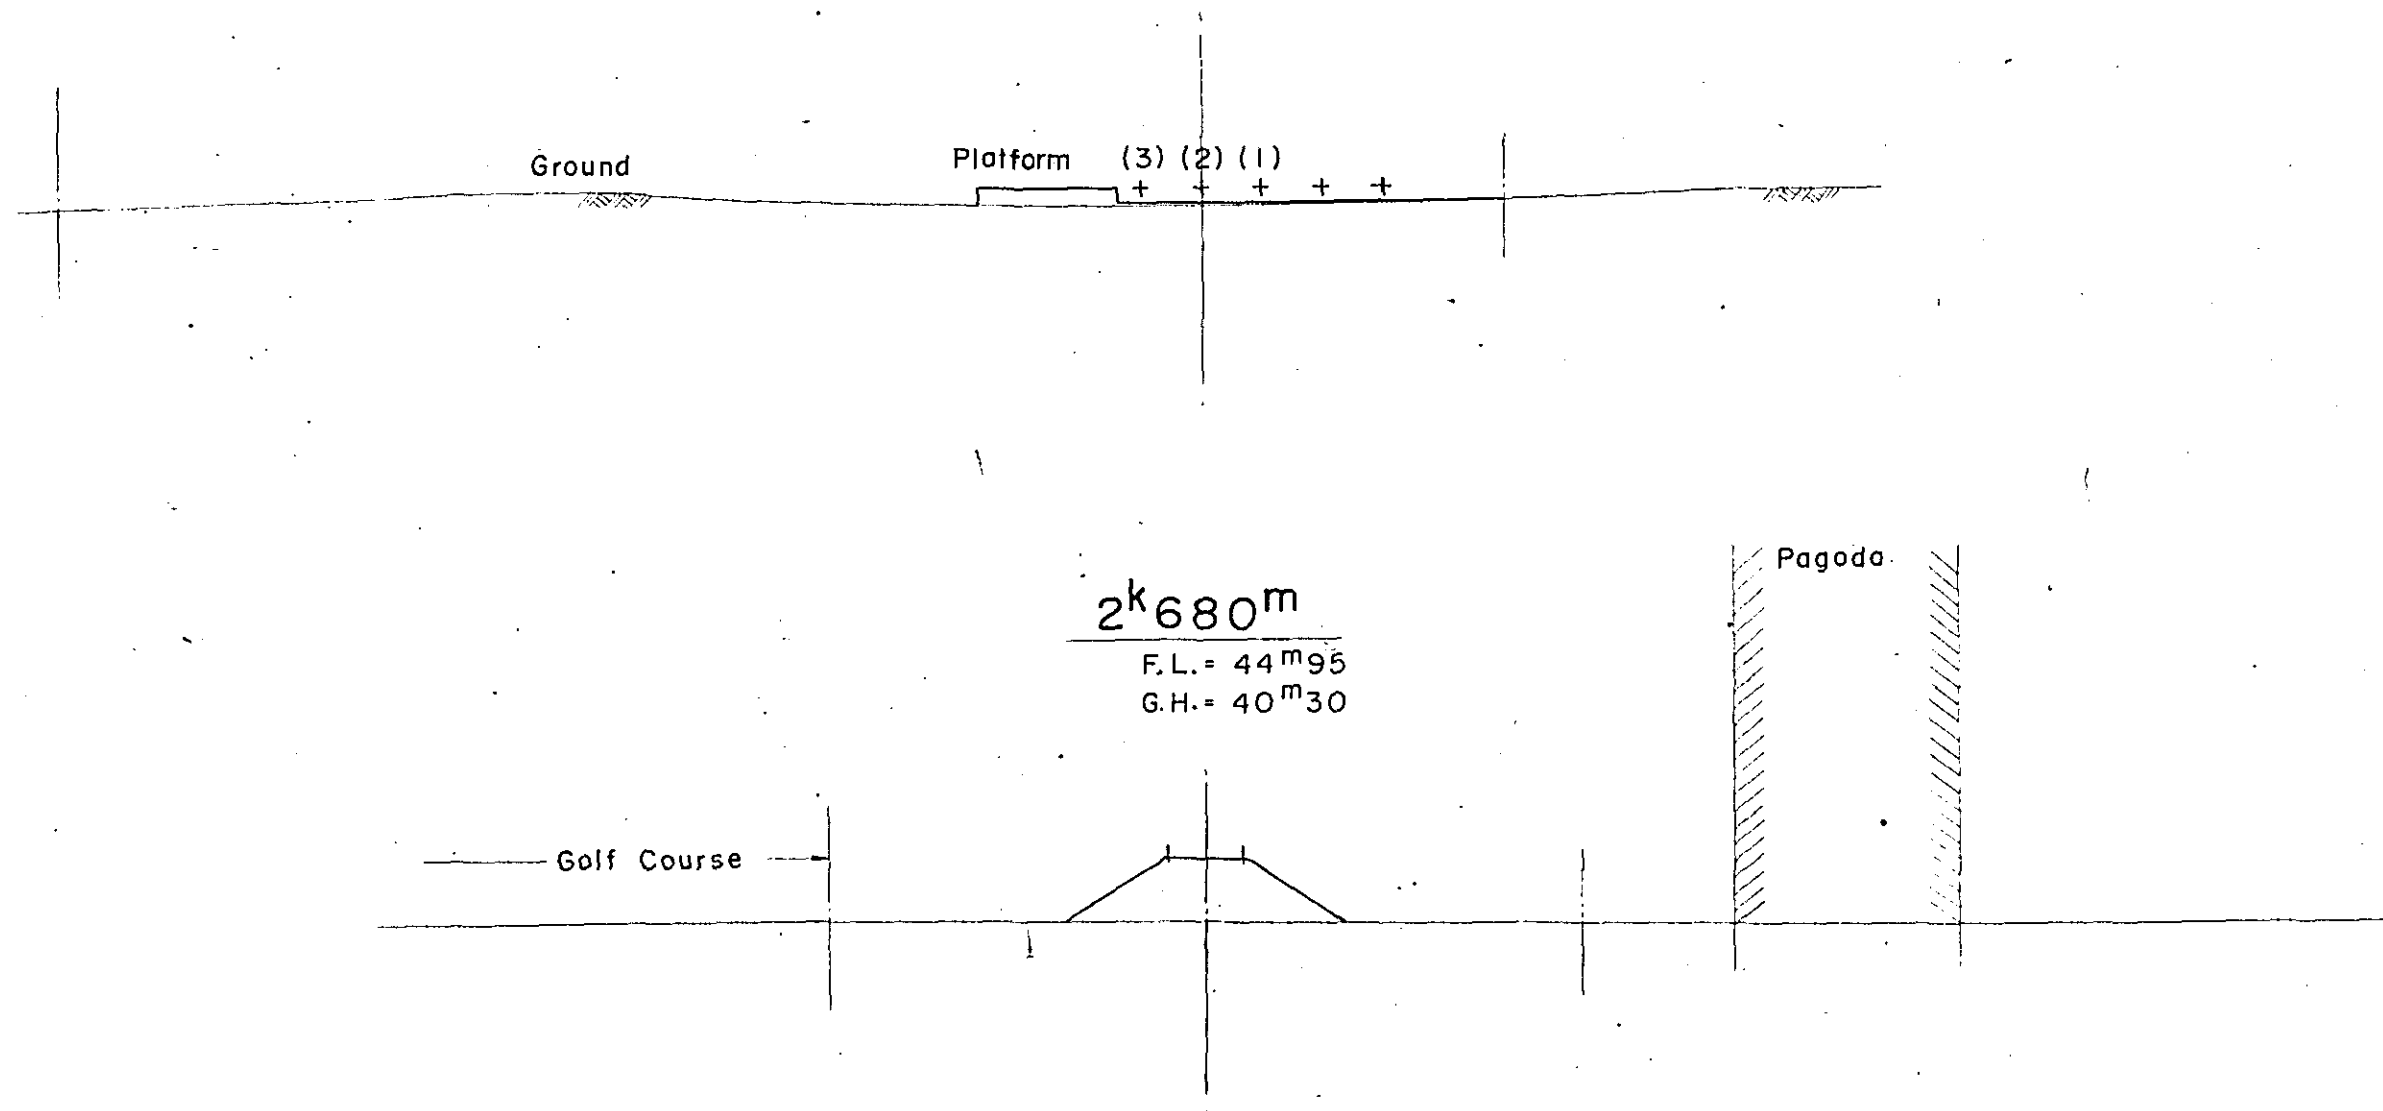 Ground
Platform (3) (2) (1)
Pagoda
2k680m
F.L.= 44m95
G.H.= 40m30
Golf Course